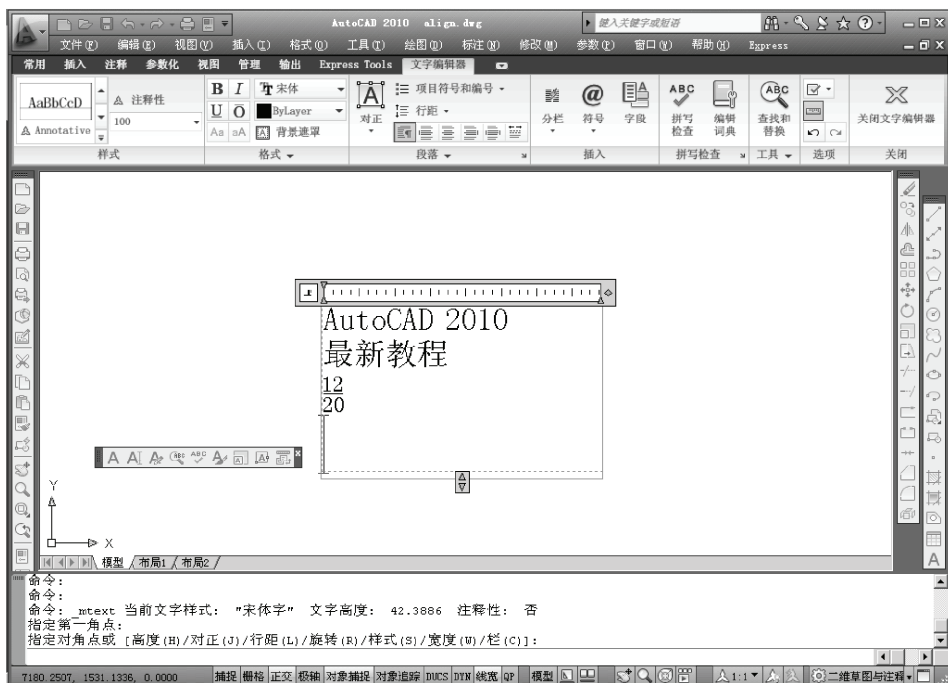 AutoCAD 2010 align.dwg 键入关键字或短语
文件(F) 编辑(E) 视图(V) 插入(I) 格式(O) 工具(T) 绘图(D) 标注(N) 修改(M) 参数(P) 窗口(W) 帮助(H) Express
常用 插入 注释 参数化 视图 管理 输出 Express Tools 文字编辑器
AaBbCcD 注释性 B I 宋体 A 项目符号和编号 @ ABC ABC
Annotative 100 U O ByLayer 对正 行距 分栏 符号 字段 拼写检查 编辑词典 查找和替换 关闭文字编辑器
Aa aA 背景遮罩
样式 格式 段落 插入 拼写检查 工具 选项 关闭
AutoCAD 2010
最新教程
12
20
Y
X
模型 布局1 布局2
命令:
命令:
命令: _mtext 当前文字样式: "宋体字" 文字高度: 42.3886 注释性: 否
指定第一角点:
指定对角点或 [高度(H)/对正(J)/行距(L)/旋转(R)/样式(S)/宽度(W)/栏(C)]:
7180.2507, 1531.1336, 0.0000 捕捉 栅格 正交 极轴 对象捕捉 对象追踪 DUCS DYN 线宽 QP 模型 1:1 二维草图与注释